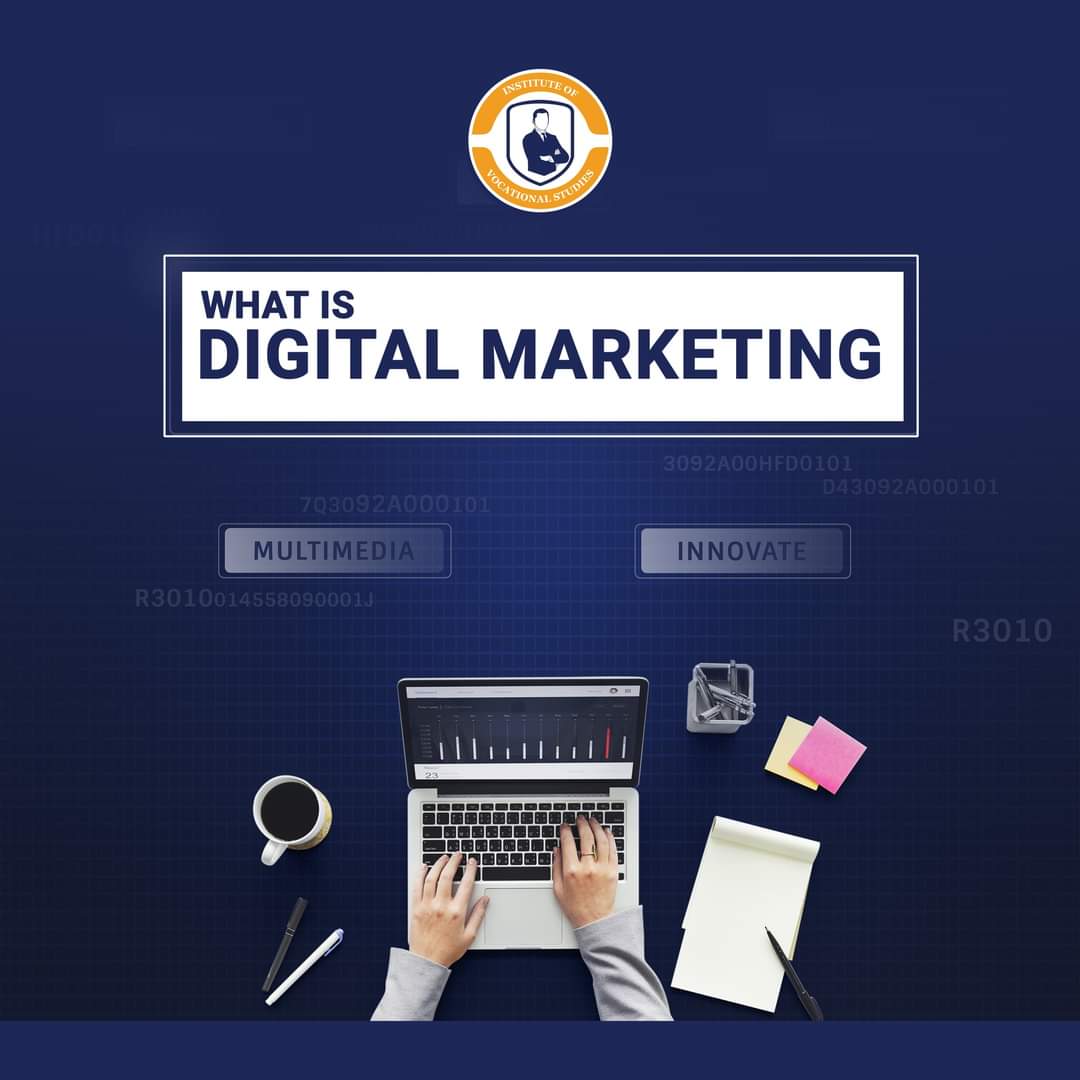 INSTITUTE OF
VOCATIONAL STUDIES
WHAT IS
DIGITAL MARKETING
3092A00HFD0101
D43092A000101
7Q3092A000101
MULTIMEDIA
INNOVATE
R3010014558090001J
R3010
23